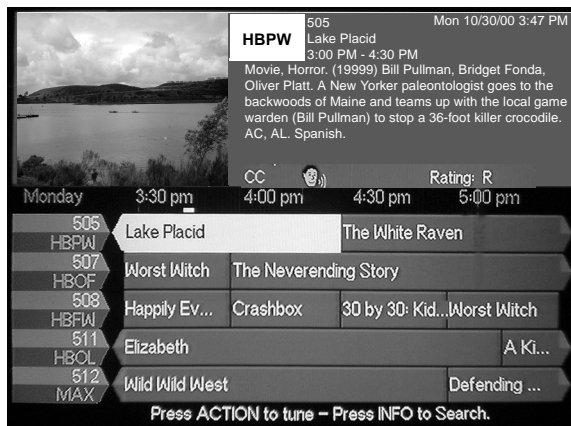 HBPW
505 Mon 10/30/00 3:47 PM
Lake Placid
3:00 PM - 4:30 PM
Movie, Horror. (19999) Bill Pullman, Bridget Fonda,
Oliver Platt. A New Yorker paleontologist goes to the
backwoods of Maine and teams up with the local game
warden (Bill Pullman) to stop a 36-foot killer crocodile.
AC, AL. Spanish.
CC Rating: R
Monday 3:30 pm 4:00 pm 4:30 pm 5:00 pm
505 HBPW Lake Placid The White Raven
507 HBOF Worst Witch The Neverending Story
508 HBFW Happily Ev... Crashbox 30 by 30: Kid... Worst Witch
511 HBOL Elizabeth A Ki...
512 MAX Wild Wild West Defending ...
Press ACTION to tune – Press INFO to Search.